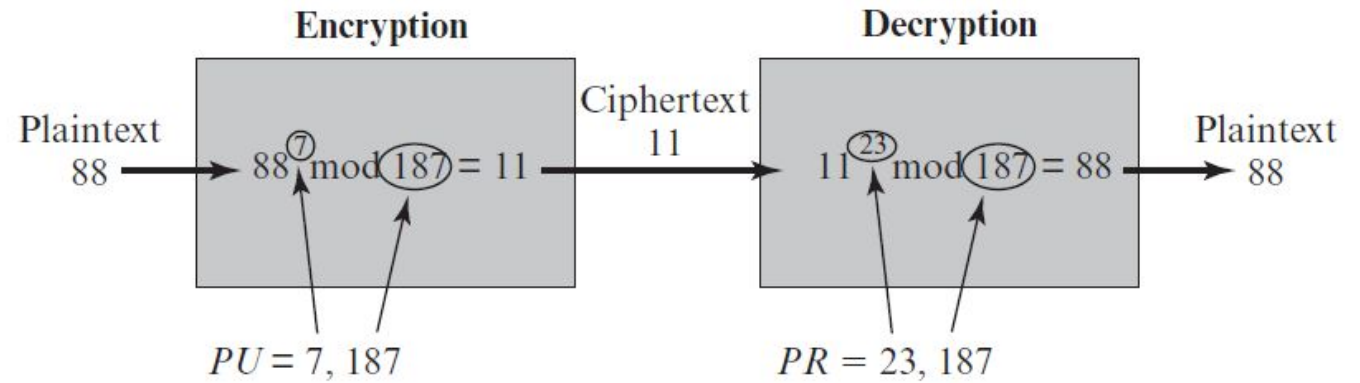 Encryption
Decryption
Plaintext
88
88^7 mod 187 = 11
Ciphertext
11
11^23 mod 187 = 88
Plaintext
88
PU = 7, 187
PR = 23, 187